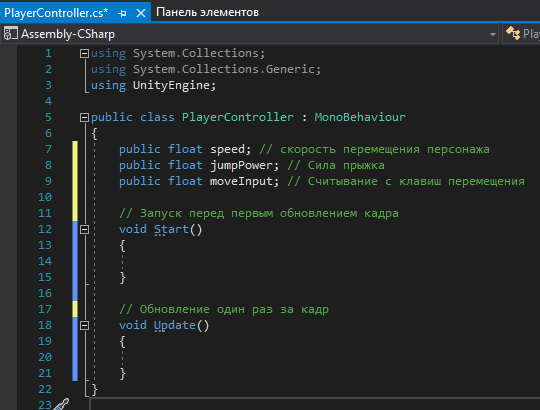 PlayerController.cs*
Панель элементов
Assembly-CSharp
Play
1 using System.Collections;
2 using System.Collections.Generic;
3 using UnityEngine;
4
5 public class PlayerController : MonoBehaviour
6 {
7 public float speed; // скорость перемещения персонажа
8 public float jumpPower; // Сила прыжка
9 public float moveInput; // Считывание с клавиш перемещения
10
11 // Запуск перед первым обновлением кадра
12 void Start()
13 {
14
15 }
16
17 // Обновление один раз за кадр
18 void Update()
19 {
20
21 }
22 }
23